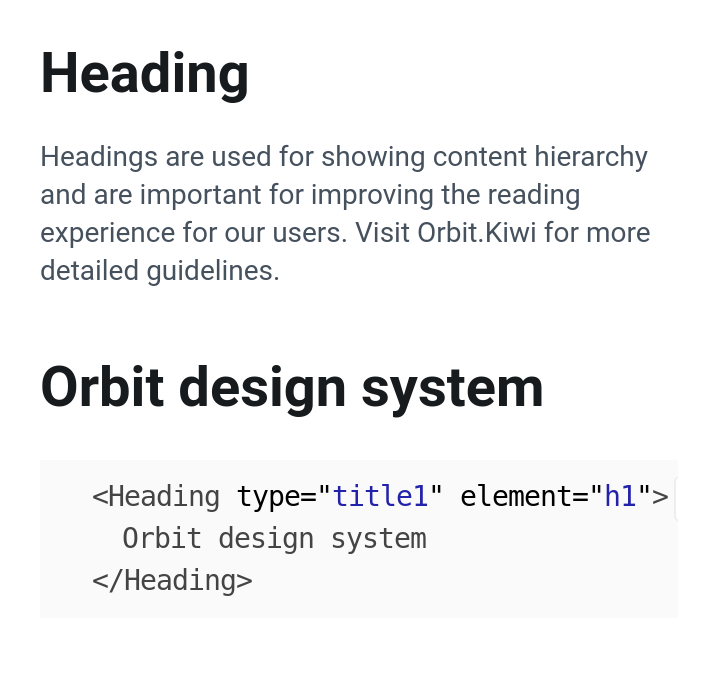 Heading
Headings are used for showing content hierarchy
and are important for improving the reading
experience for our users. Visit Orbit.Kiwi for more
detailed guidelines.
Orbit design system
<Heading type="title1" element="h1">
  Orbit design system
</Heading>